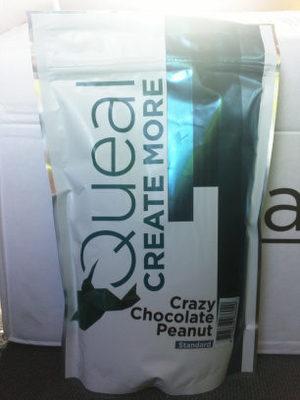 Queal
CREATE MORE
Crazy
Chocolate
Peanut
Standard
a